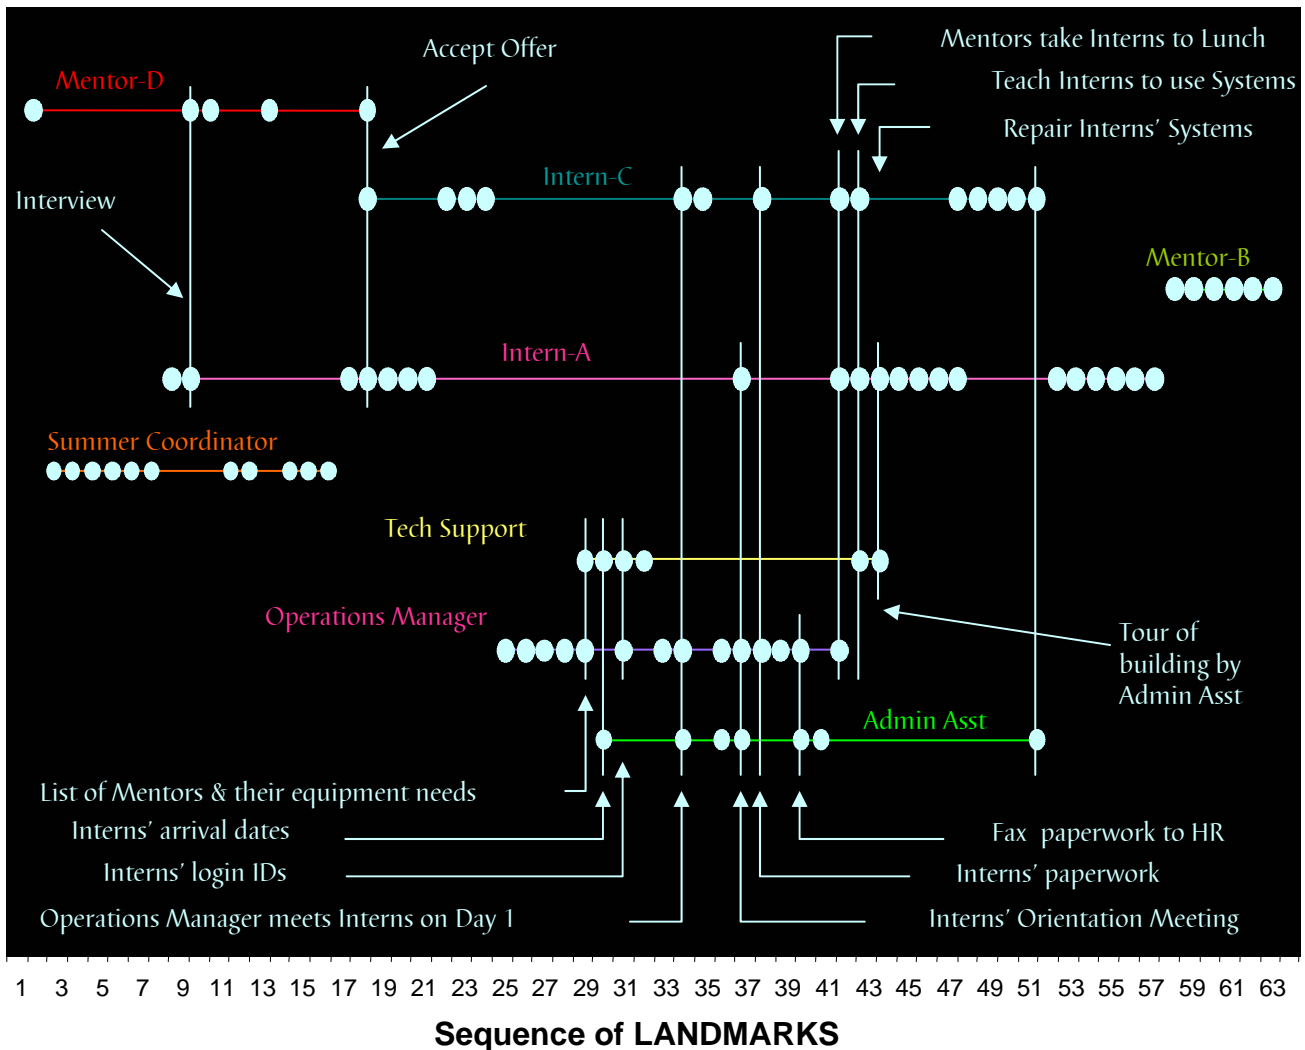 Accept Offer
Mentors take Interns to Lunch
Mentor-D
Teach Interns to use Systems
Repair Interns' Systems
Intern-C
Interview
Mentor-B
Intern-A
Summer Coordinator
Tech Support
Operations Manager
Tour of
building by
Admin Asst
Admin Asst
List of Mentors & their equipment needs
Interns' arrival dates
Fax paperwork to HR
Interns' login IDs
Interns' paperwork
Operations Manager meets Interns on Day 1
Interns' Orientation Meeting
1 3 5 7 9 11 13 15 17 19 21 23 25 27 29 31 33 35 37 39 41 43 45 47 49 51 53 55 57 59 61 63
Sequence of LANDMARKS